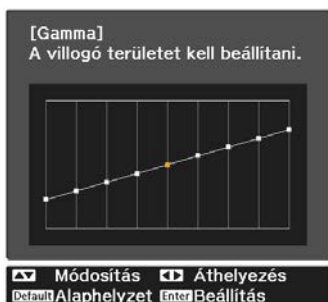 [Gamma]
A villogó területet kell beállítani.
Módosítás Áthelyezés
Default Alaphelyzet Enter Beállítás